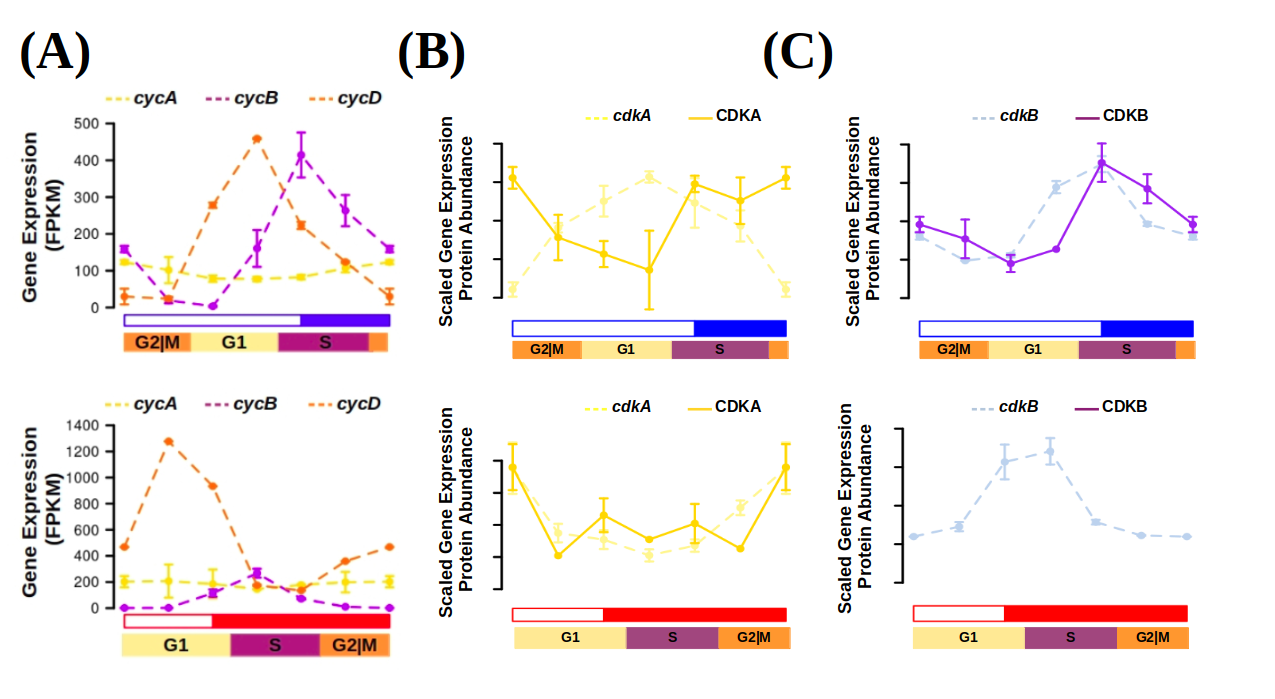 (A) (B) (C)
cycA cycB cycD
Gene Expression
(FPKM)
500
400
300
200
100
0
G2|M G1 S
cdkA CDKA
Scaled Gene Expression
Protein Abundance
G2|M G1 S
cdkB CDKB
Scaled Gene Expression
Protein Abundance
G2|M G1 S
cycA cycB cycD
Gene Expression
(FPKM)
1400
1200
1000
800
600
400
200
0
G1 S G2|M
cdkA CDKA
Scaled Gene Expression
Protein Abundance
G1 S G2|M
cdkB CDKB
Scaled Gene Expression
Protein Abundance
G1 S G2|M